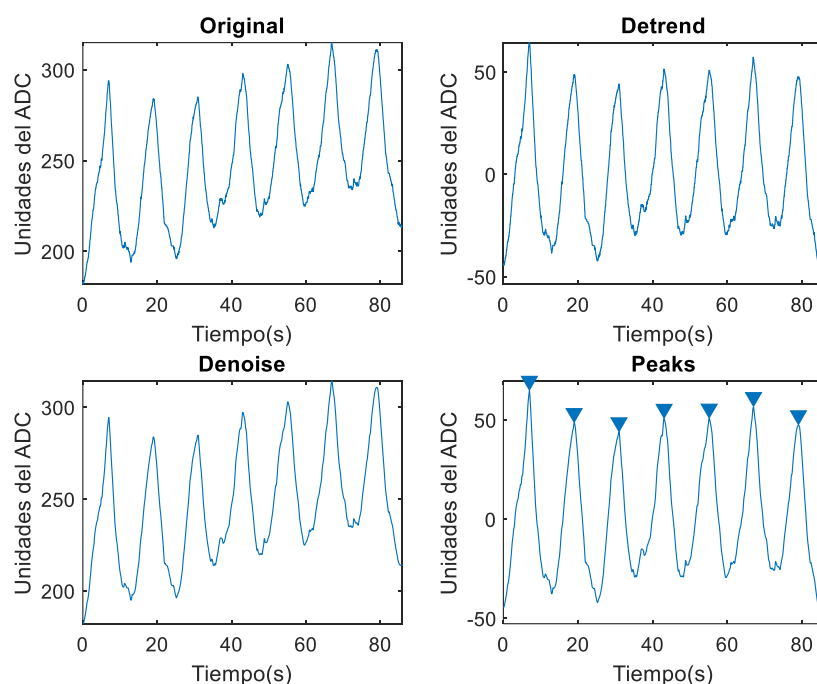 Original
300
250
200
Unidades del ADC
0 20 40 60 80
Tiempo(s)
Detrend
50
0
-50
Unidades del ADC
0 20 40 60 80
Tiempo(s)
Denoise
300
250
200
Unidades del ADC
0 20 40 60 80
Tiempo(s)
Peaks
50
0
-50
Unidades del ADC
0 20 40 60 80
Tiempo(s)